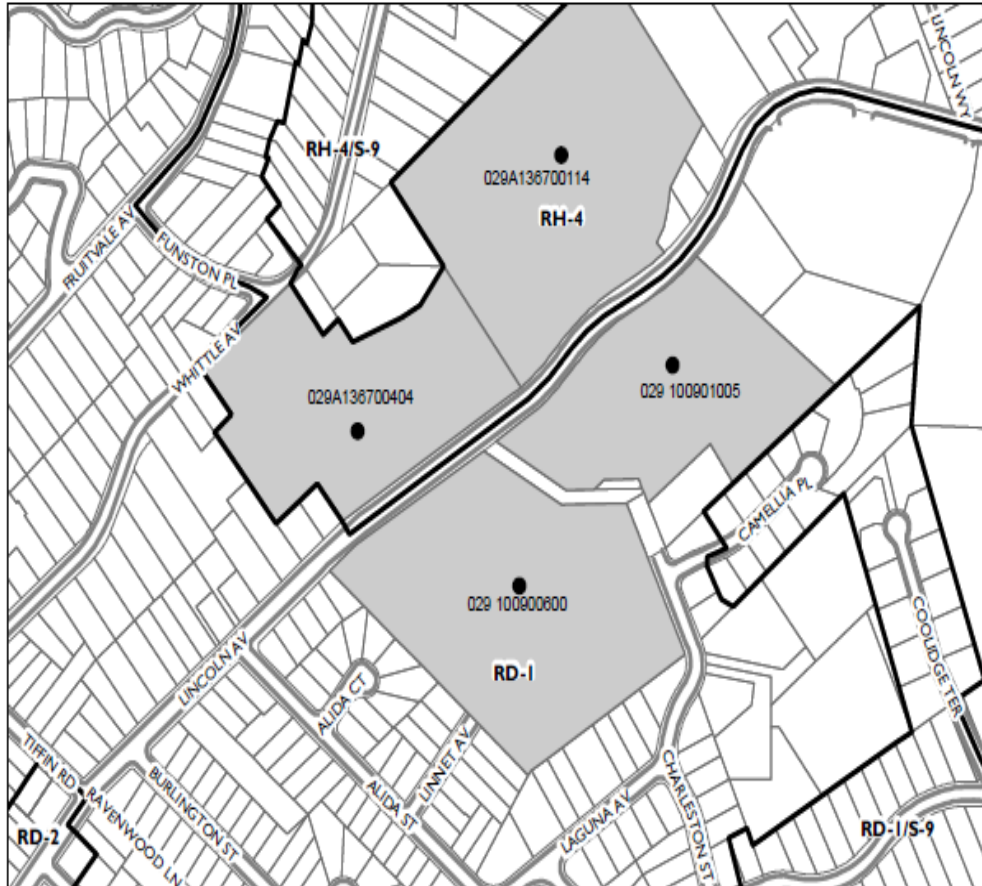 LINCOLN WY
RH-4/S-9
029A136700114
RH-4
FRUITVALE AV
FUNSTON PL
WHITTLE AV
029A136700404
029 100901005
CAMELLIA PL
029 100900600
COOLIDGE TER
LINCOLN AV
RD-1
ALIDA CT
LINNET AV
TIFFIN RD
RAVENWOOD LN
BURLINGTON ST
ALIDA ST
LAGUNA AV
CHARLESTON ST
RD-2
RD-1/S-9